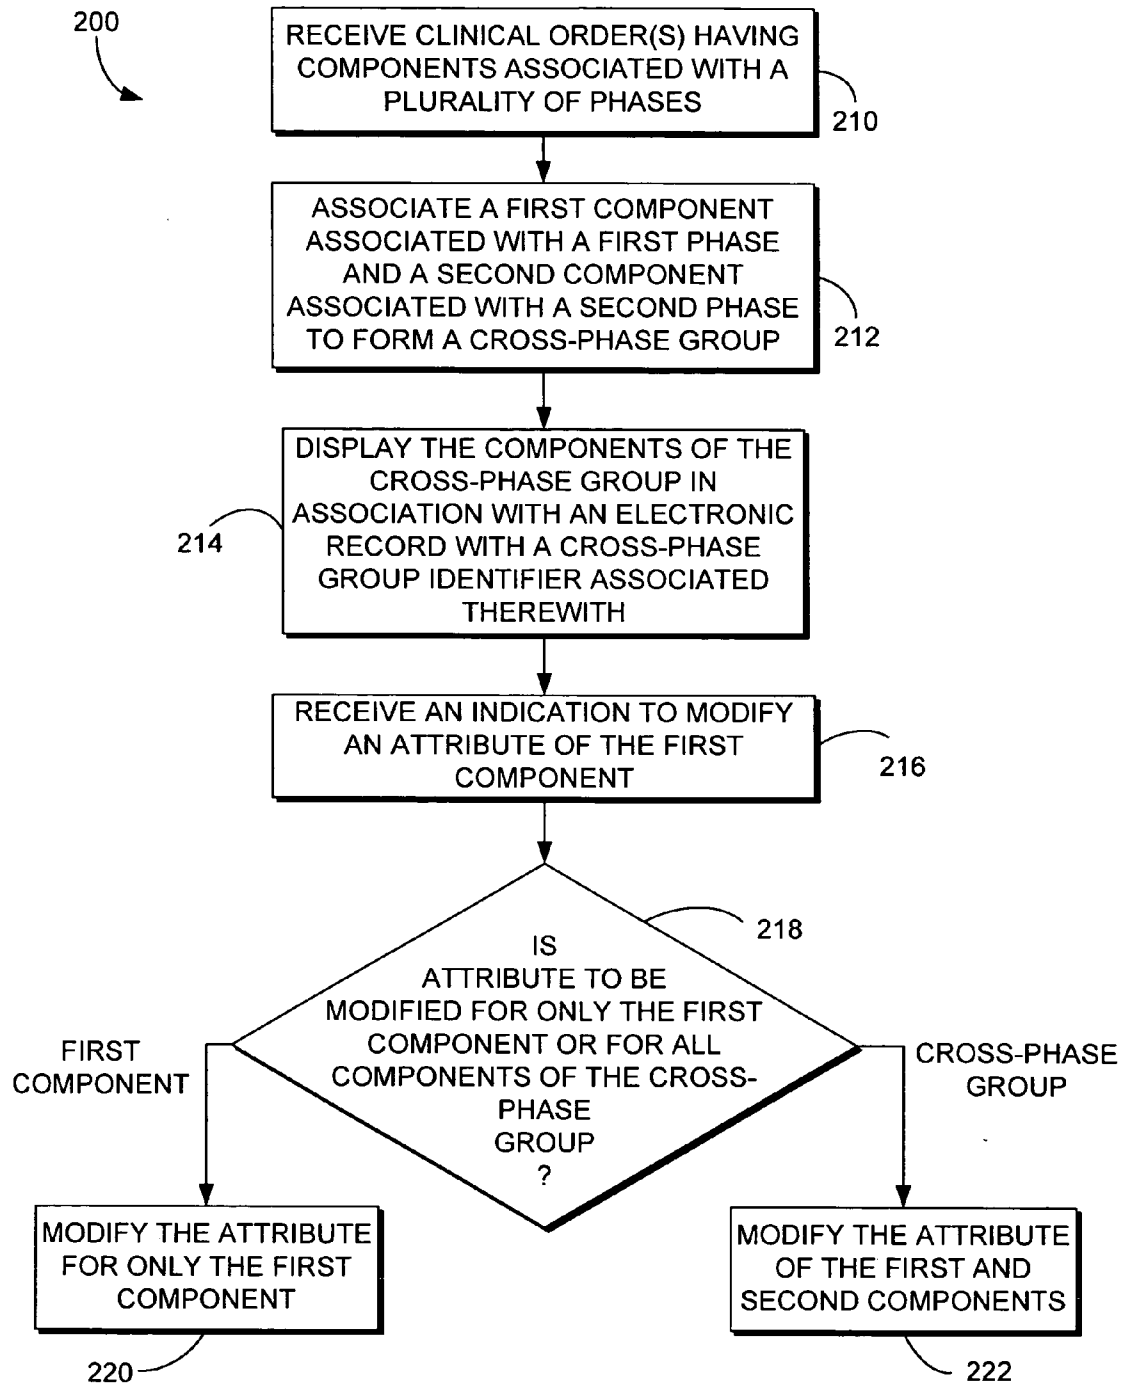 200
RECEIVE CLINICAL ORDER(S) HAVING
COMPONENTS ASSOCIATED WITH A
PLURALITY OF PHASES
210
ASSOCIATE A FIRST COMPONENT
ASSOCIATED WITH A FIRST PHASE
AND A SECOND COMPONENT
ASSOCIATED WITH A SECOND PHASE
TO FORM A CROSS-PHASE GROUP
212
DISPLAY THE COMPONENTS OF THE
CROSS-PHASE GROUP IN
ASSOCIATION WITH AN ELECTRONIC
RECORD WITH A CROSS-PHASE
GROUP IDENTIFIER ASSOCIATED
THEREWITH
214
RECEIVE AN INDICATION TO MODIFY
AN ATTRIBUTE OF THE FIRST
COMPONENT
216
IS
ATTRIBUTE TO BE
MODIFIED FOR ONLY THE FIRST
COMPONENT OR FOR ALL
COMPONENTS OF THE CROSS-
PHASE
GROUP
?
218
FIRST
COMPONENT
CROSS-PHASE
GROUP
MODIFY THE ATTRIBUTE
FOR ONLY THE FIRST
COMPONENT
220
MODIFY THE ATTRIBUTE
OF THE FIRST AND
SECOND COMPONENTS
222